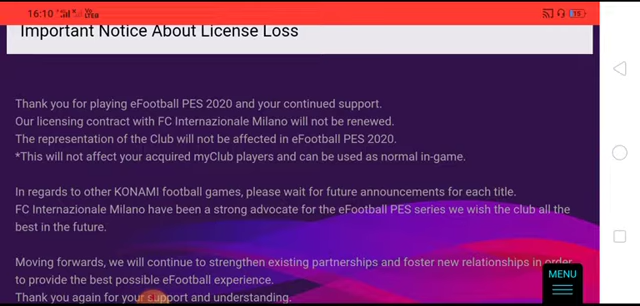 16:10
Vo
LTE
15
Important Notice About License Loss
Thank you for playing eFootball PES 2020 and your continued support.
Our licensing contract with FC Internazionale Milano will not be renewed.
The representation of the Club will not be affected in eFootball PES 2020.
*This will not affect your acquired myClub players and can be used as normal in-game.
In regards to other KONAMI football games, please wait for future announcements for each title.
FC Internazionale Milano have been a strong advocate for the eFootball PES series we wish the club all the
best in the future.
Moving forwards, we will continue to strengthen existing partnerships and foster new relationships in order
to provide the best possible eFootball experience.
Thank you again for your support and understanding.
MENU